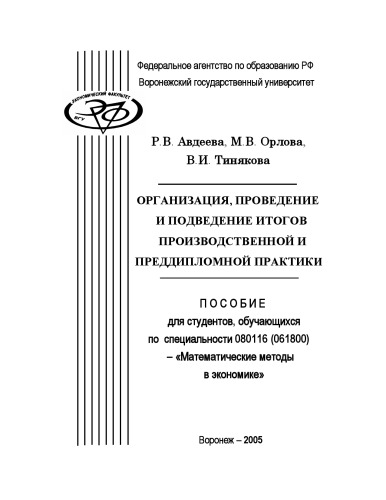 Федеральное агентство по образованию РФ
Воронежский государственный университет
ЭКОНОМИЧЕСКИЙ ФАКУЛЬТЕТ
ЭФ
ВГУ
Р.В. Авдеева, М.В. Орлова,
В.И. Тинякова
ОРГАНИЗАЦИЯ, ПРОВЕДЕНИЕ
И ПОДВЕДЕНИЕ ИТОГОВ
ПРОИЗВОДСТВЕННОЙ И
ПРЕДДИПЛОМНОЙ ПРАКТИКИ
ПОСОБИЕ
для студентов, обучающихся
по специальности 080116 (061800)
– «Математические методы
в экономике»
Воронеж – 2005